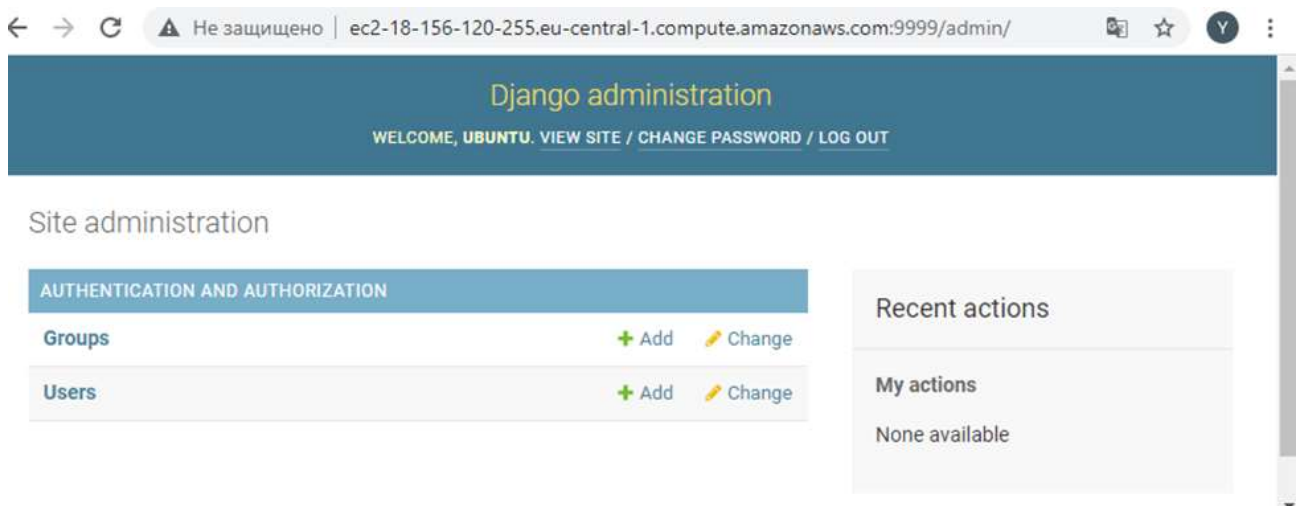 Не защищено ec2-18-156-120-255.eu-central-1.compute.amazonaws.com:9999/admin/ Y
Django administration
WELCOME, UBUNTU. VIEW SITE / CHANGE PASSWORD / LOG OUT
Site administration
AUTHENTICATION AND AUTHORIZATION
Groups Add Change
Users Add Change
Recent actions
My actions
None available